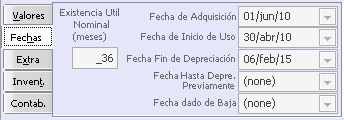 Valores
Fechas
Extra
Invent.
Contab.
Existencia Util
Nominal
(meses)
_36
Fecha de Adquisición 01/jun/10
Fecha de Inicio de Uso 30/abr/10
Fecha Fin de Depreciación 06/feb/15
Fecha Hasta Depre.
Previamente (none)
Fecha dado de Baja (none)